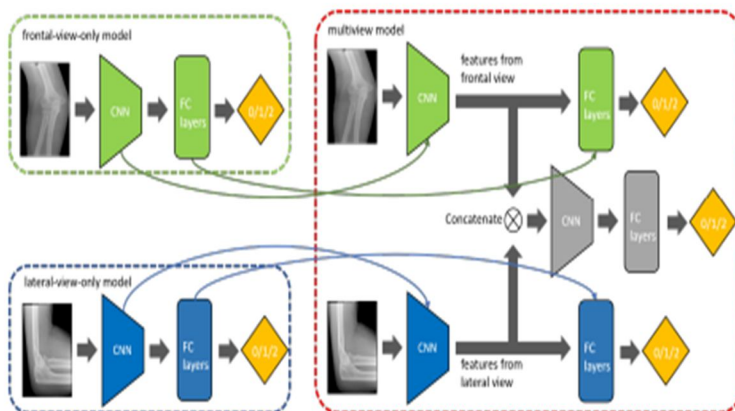 frontal-view-only model
CNN
FC
layers
0/1/2
multiview model
CNN
features from
frontal view
FC
layers
0/1/2
Concatenate
CNN
FC
layers
0/1/2
lateral-view-only model
CNN
FC
layers
0/1/2
CNN
features from
lateral view
FC
layers
0/1/2